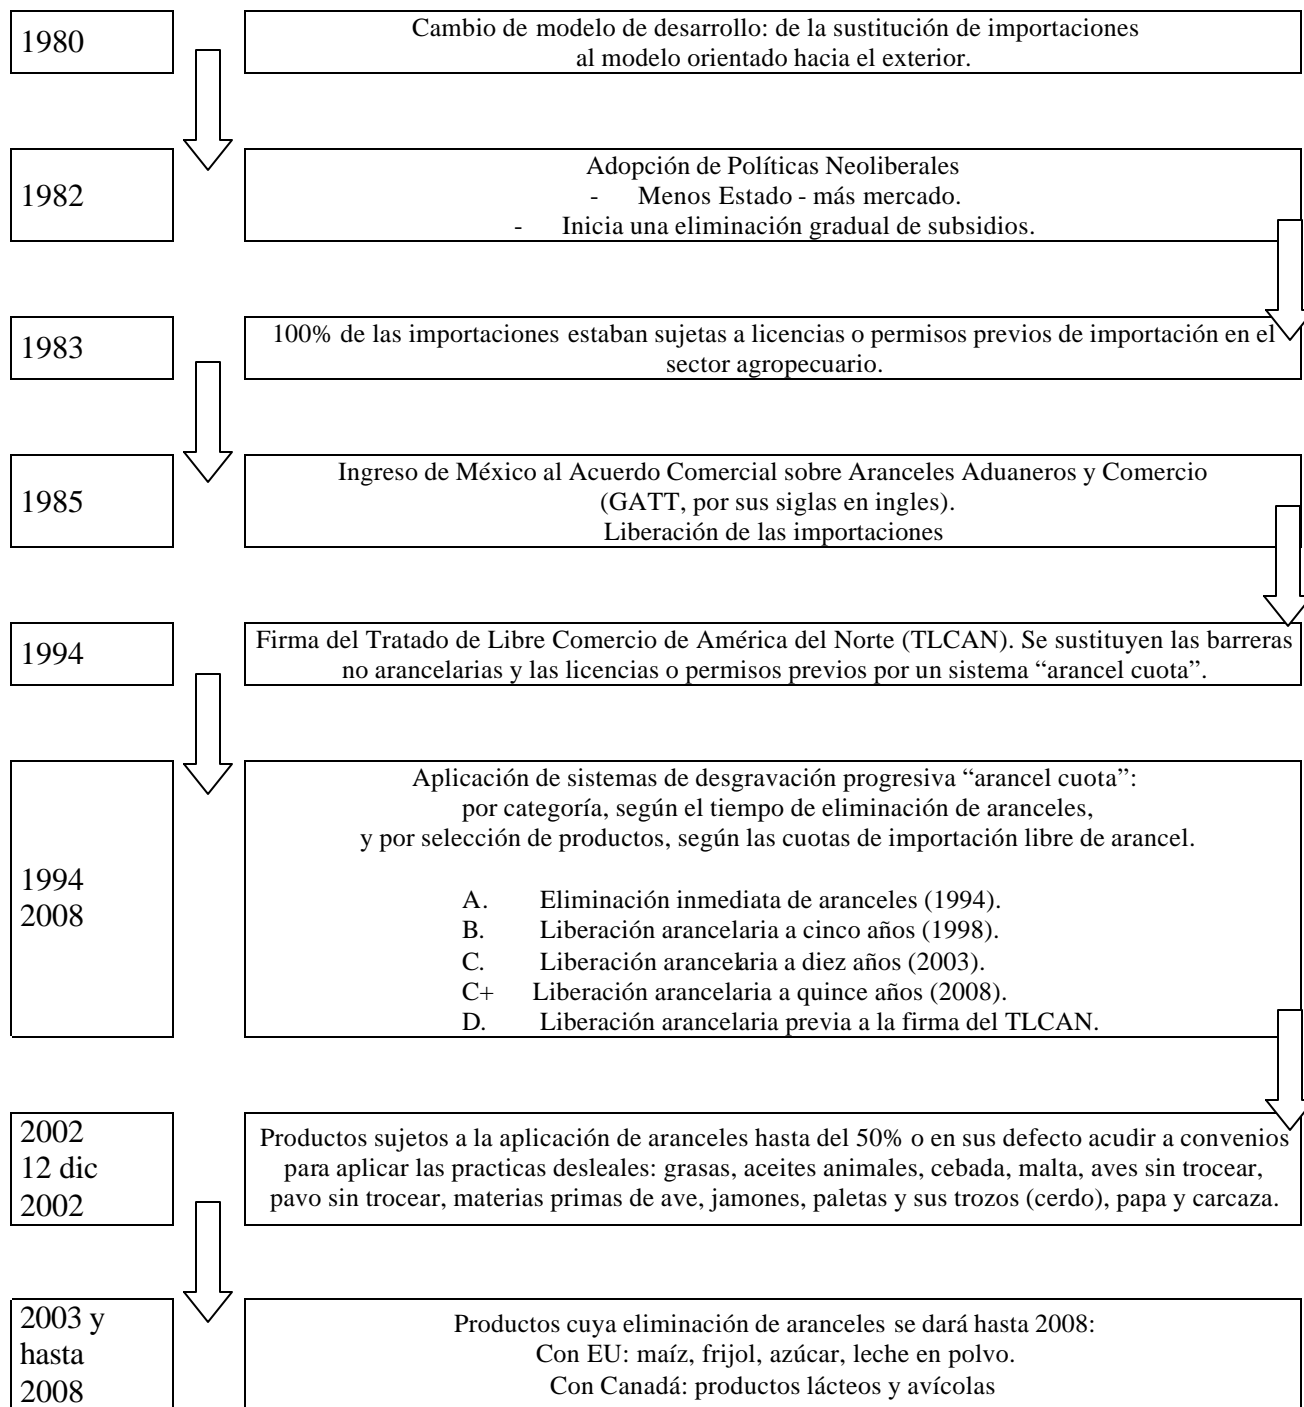 1980
Cambio de modelo de desarrollo: de la sustitución de importaciones
al modelo orientado hacia el exterior.
1982
Adopción de Políticas Neoliberales
- Menos Estado - más mercado.
- Inicia una eliminación gradual de subsidios.
1983
100% de las importaciones estaban sujetas a licencias o permisos previos de importación en el
sector agropecuario.
1985
Ingreso de México al Acuerdo Comercial sobre Aranceles Aduaneros y Comercio
(GATT, por sus siglas en ingles).
Liberación de las importaciones
1994
Firma del Tratado de Libre Comercio de América del Norte (TLCAN). Se sustituyen las barreras
no arancelarias y las licencias o permisos previos por un sistema “arancel cuota”.
1994
2008
Aplicación de sistemas de desgravación progresiva “arancel cuota”:
por categoría, según el tiempo de eliminación de aranceles,
y por selección de productos, según las cuotas de importación libre de arancel.
A. Eliminación inmediata de aranceles (1994).
B. Liberación arancelaria a cinco años (1998).
C. Liberación arancelaria a diez años (2003).
C+ Liberación arancelaria a quince años (2008).
D. Liberación arancelaria previa a la firma del TLCAN.
2002
12 dic
2002
Productos sujetos a la aplicación de aranceles hasta del 50% o en sus defecto acudir a convenios
para aplicar las practicas desleales: grasas, aceites animales, cebada, malta, aves sin trocear,
pavo sin trocear, materias primas de ave, jamones, paletas y sus trozos (cerdo), papa y carcaza.
2003 y
hasta
2008
Productos cuya eliminación de aranceles se dará hasta 2008:
Con EU: maíz, frijol, azúcar, leche en polvo.
Con Canadá: productos lácteos y avícolas